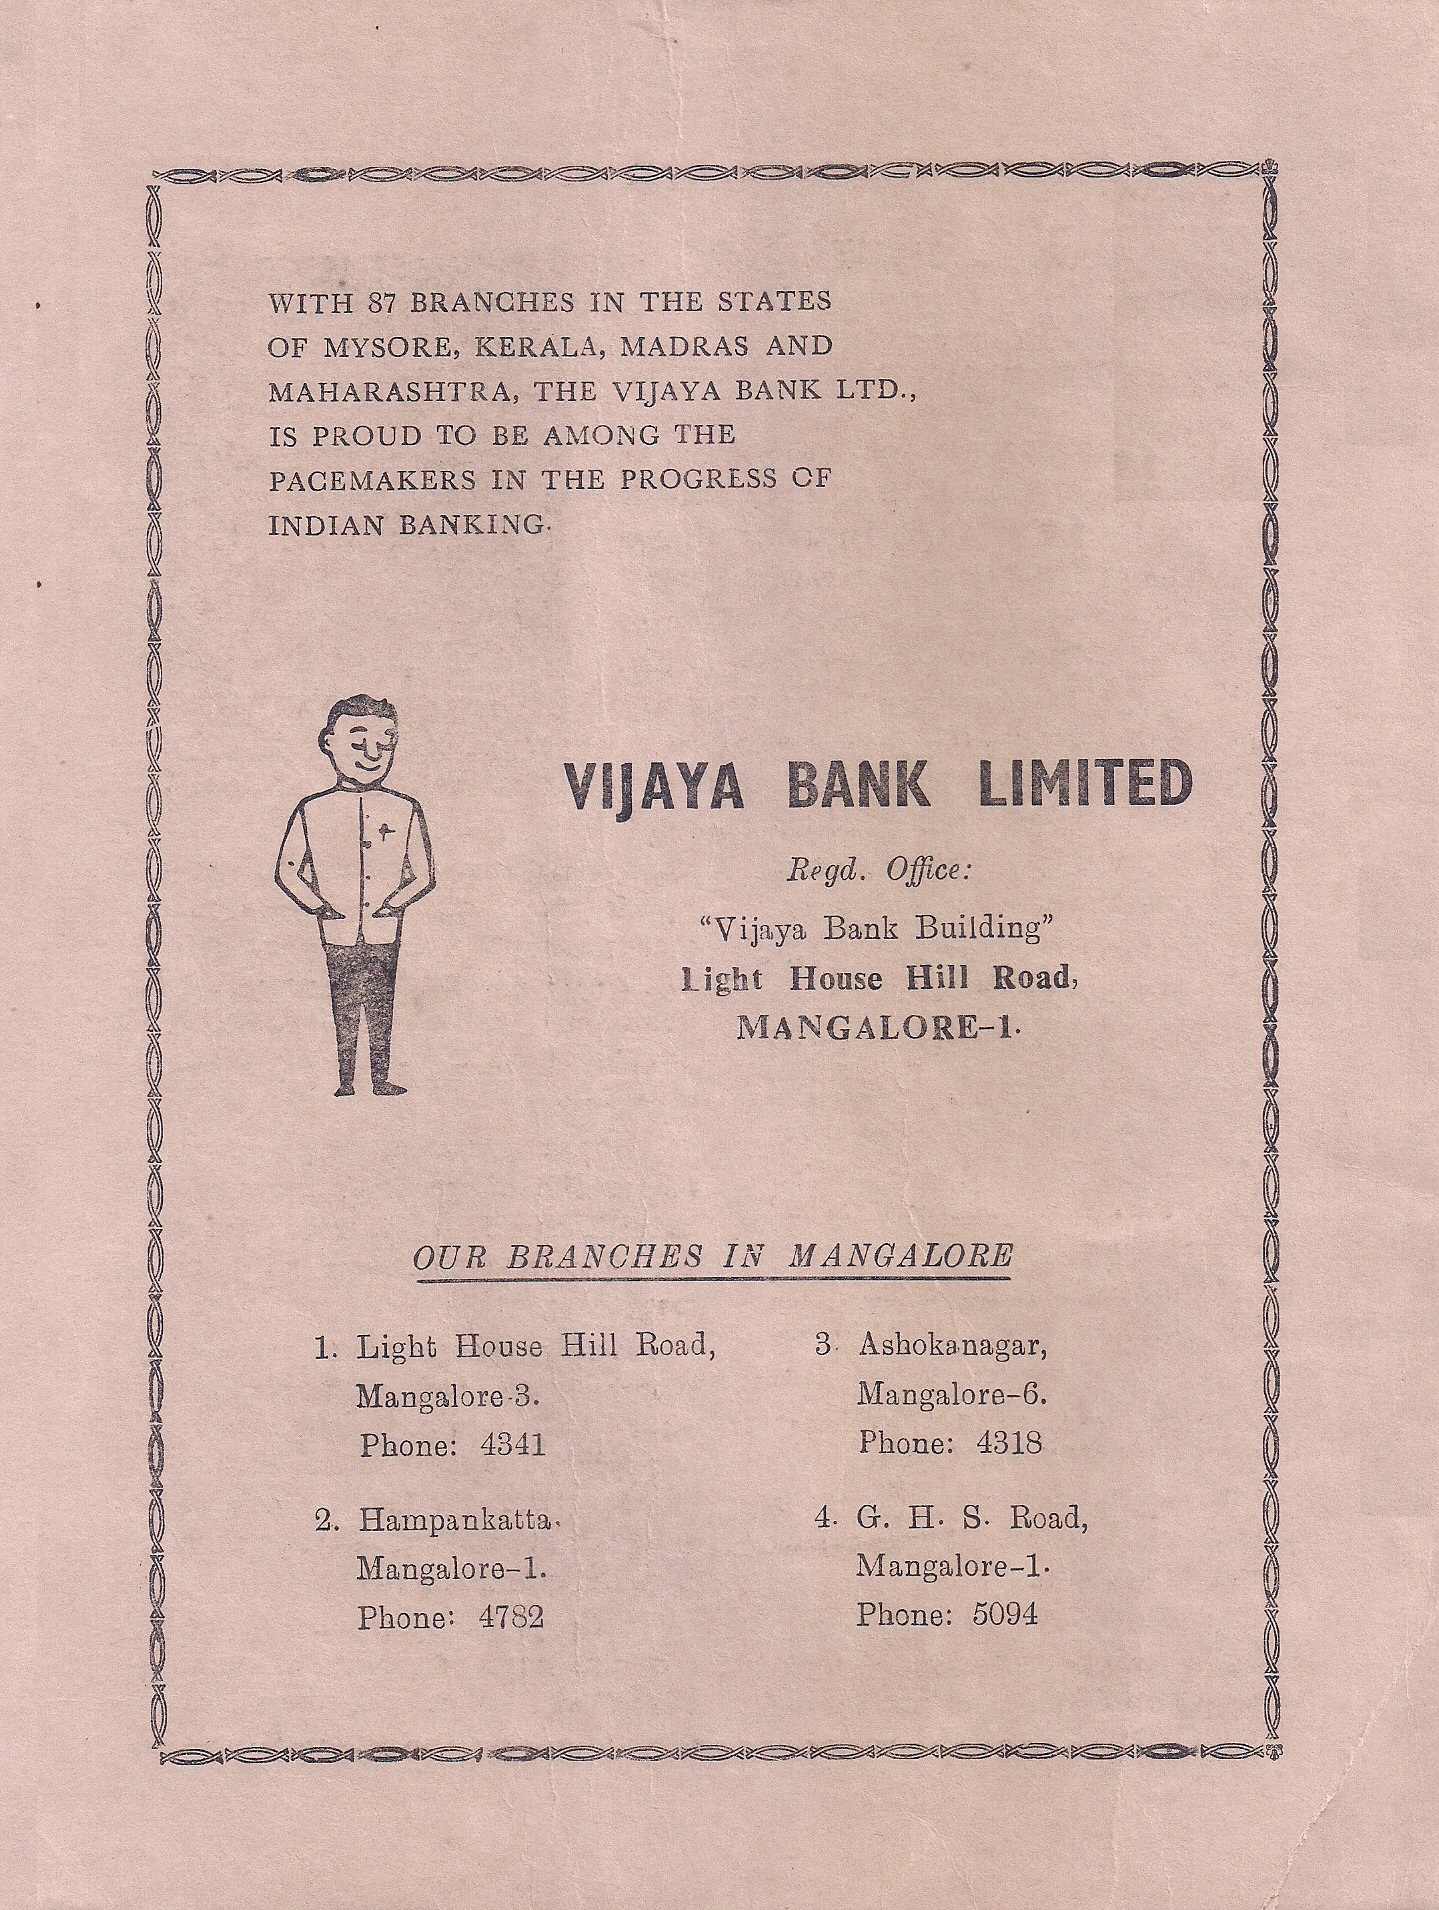 WITH 87 BRANCHES IN THE STATES
OF MYSORE, KERALA, MADRAS AND
MAHARASHTRA, THE VIJAYA BANK LTD.,
IS PROUD TO BE AMONG THE
PACEMAKERS IN THE PROGRESS OF
INDIAN BANKING.
VIJAYA BANK LIMITED
Regd. Office:
“Vijaya Bank Building”
Light House Hill Road,
MANGALORE-1.
OUR BRANCHES IN MANGALORE
1. Light House Hill Road,
Mangalore-3.
Phone: 4341
2. Hampankatta.
Mangalore-1.
Phone: 4782
3. Ashokanagar,
Mangalore-6.
Phone: 4318
4. G. H. S. Road,
Mangalore-1.
Phone: 5094